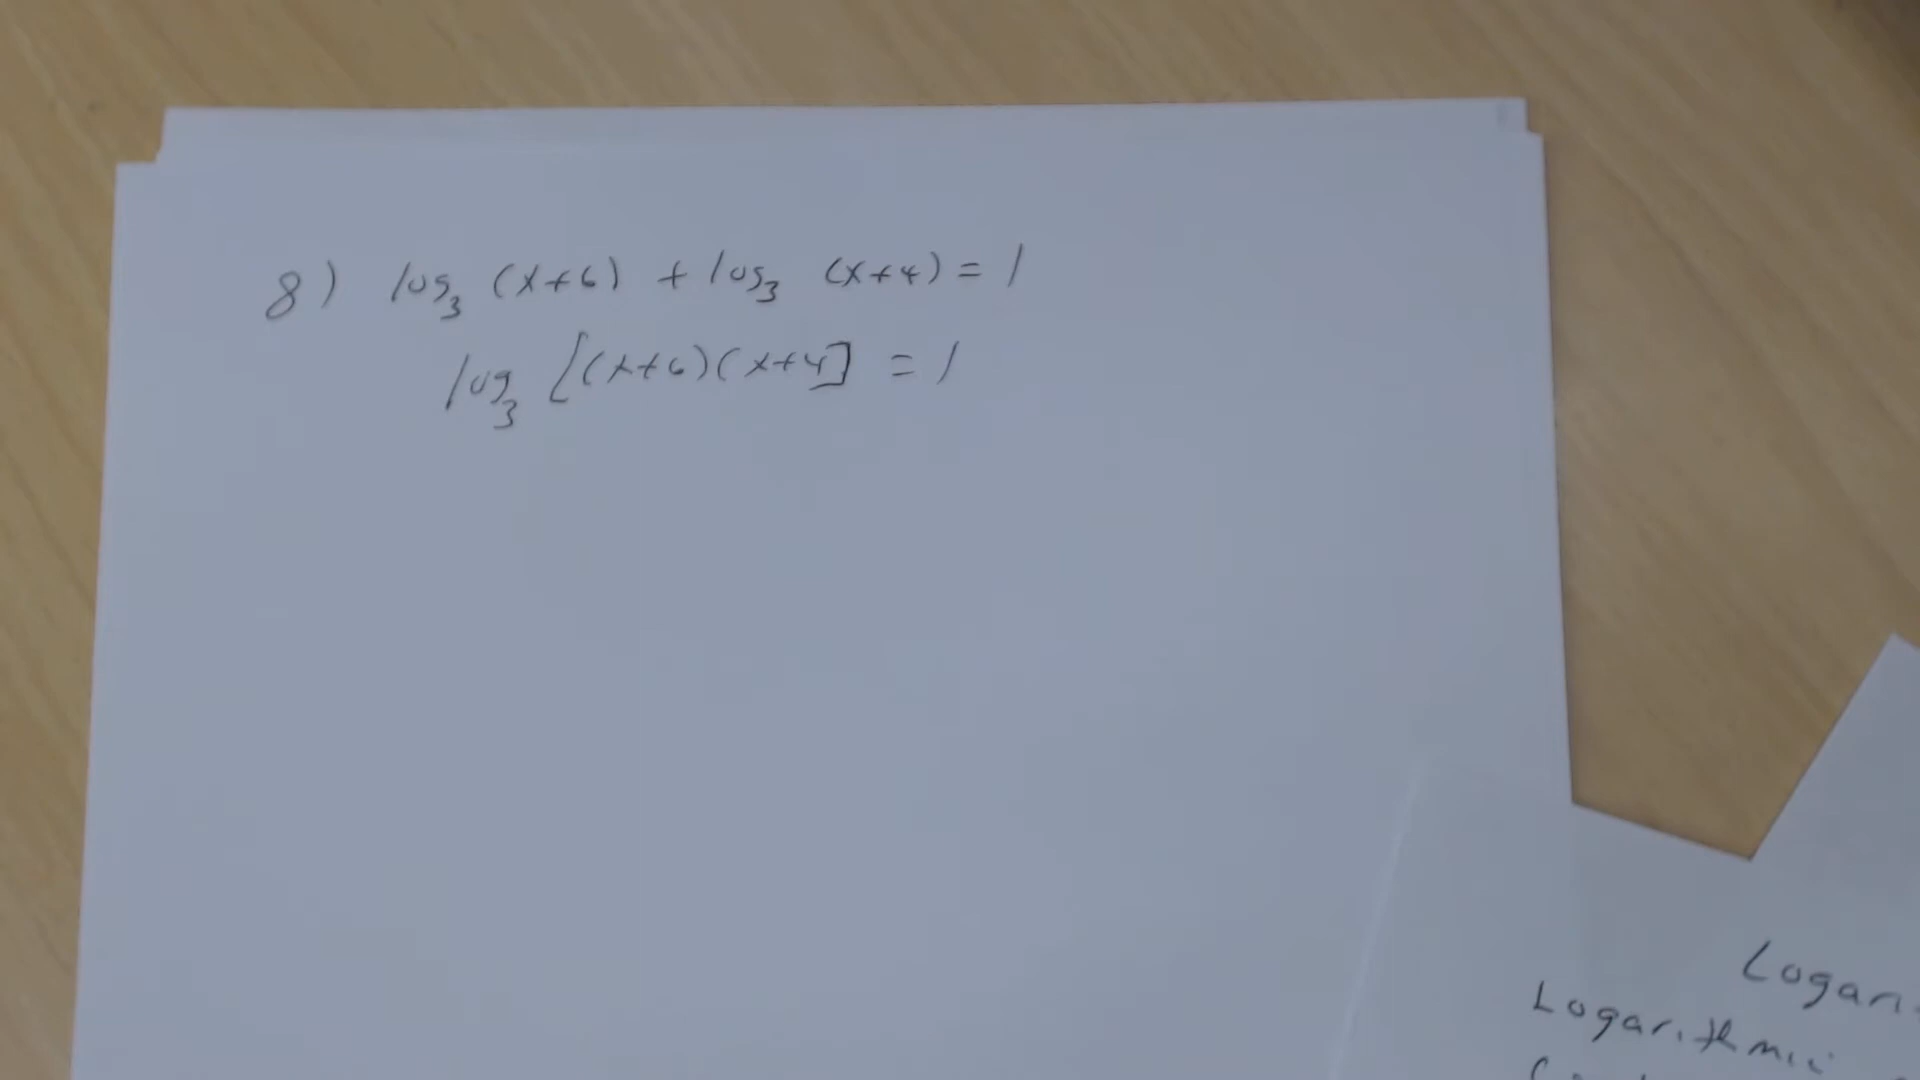 8) log₃ (x+6) + log₃ (x+4) = 1
log₃ [(x+6)(x+4] = 1
Logari
Logarithmic